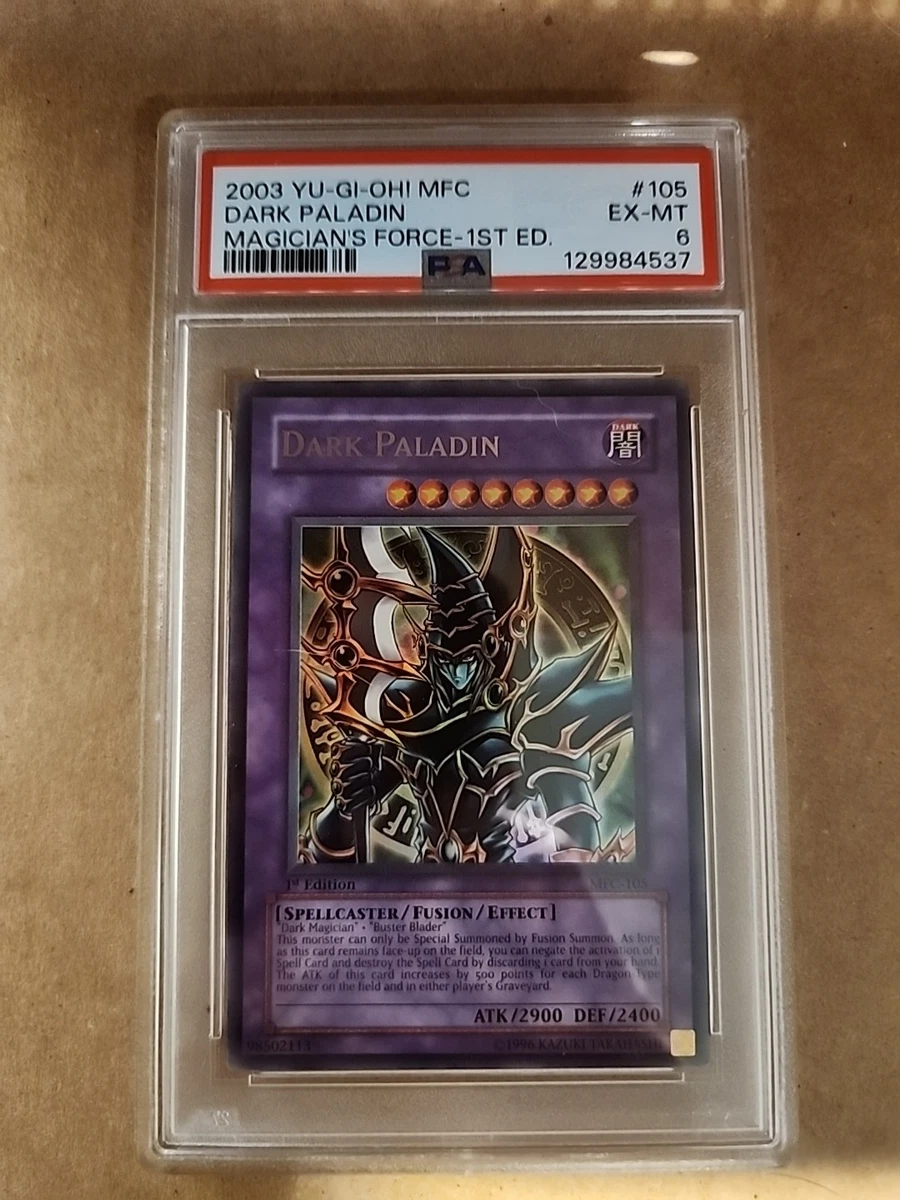 2003 YU-GI-OH! MFC #105
DARK PALADIN EX-MT
MAGICIAN'S FORCE-1ST ED. 6
PSA 129984537
DARK PALADIN
DARK
闇
1st Edition MFC-105
[SPELLCASTER/FUSION/EFFECT]
"Dark Magician" • "Buster Blader"
This monster can only be Special Summoned by Fusion Summon. As long
as this card remains face-up on the field, you can negate the activation of 1
Spell Card and destroy the Spell Card by discarding 1 card from your hand.
The ATK of this card increases by 500 points for each Dragon-Type
monster on the field and in either player's Graveyard.
ATK/2900 DEF/2400
98502113 ©1996 KAZUKI TAKAHASHI